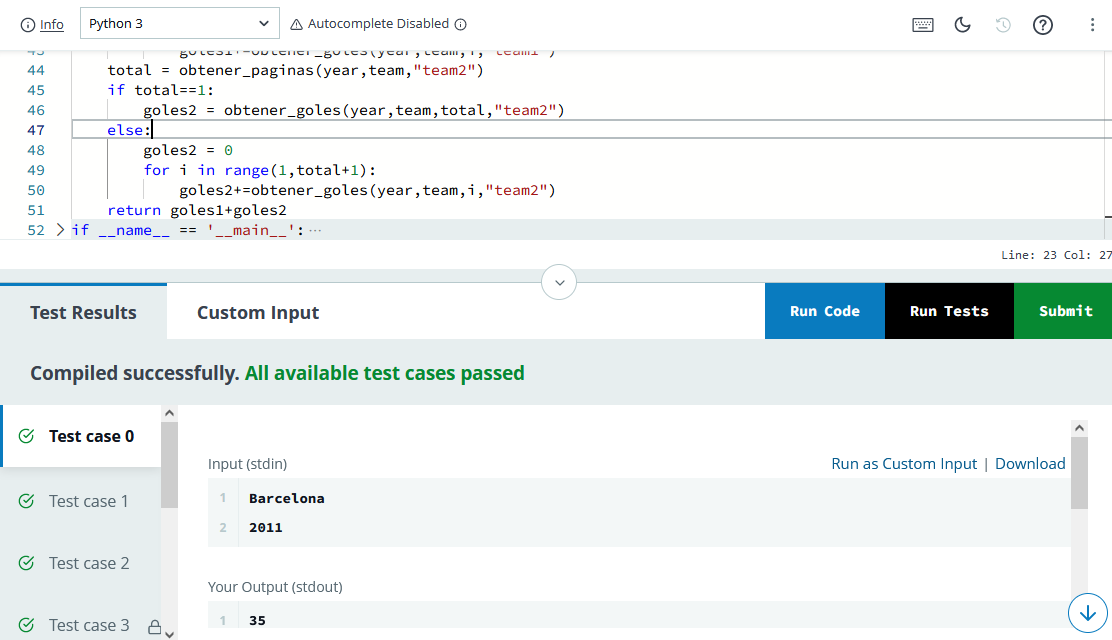 Info
Python 3
Autocomplete Disabled
43 goles1+=obtener_goles(year,team,i,"team1")
44 total = obtener_paginas(year,team,"team2")
45 if total==1:
46 goles2 = obtener_goles(year,team,total,"team2")
47 else:
48 goles2 = 0
49 for i in range(1,total+1):
50 goles2+=obtener_goles(year,team,i,"team2")
51 return goles1+goles2
52 if __name__ == '__main__': ···
Line: 23 Col: 27
Test Results
Custom Input
Run Code
Run Tests
Submit
Compiled successfully. All available test cases passed
Test case 0
Test case 1
Test case 2
Test case 3
Input (stdin)
Run as Custom Input | Download
1 Barcelona
2 2011
Your Output (stdout)
1 35